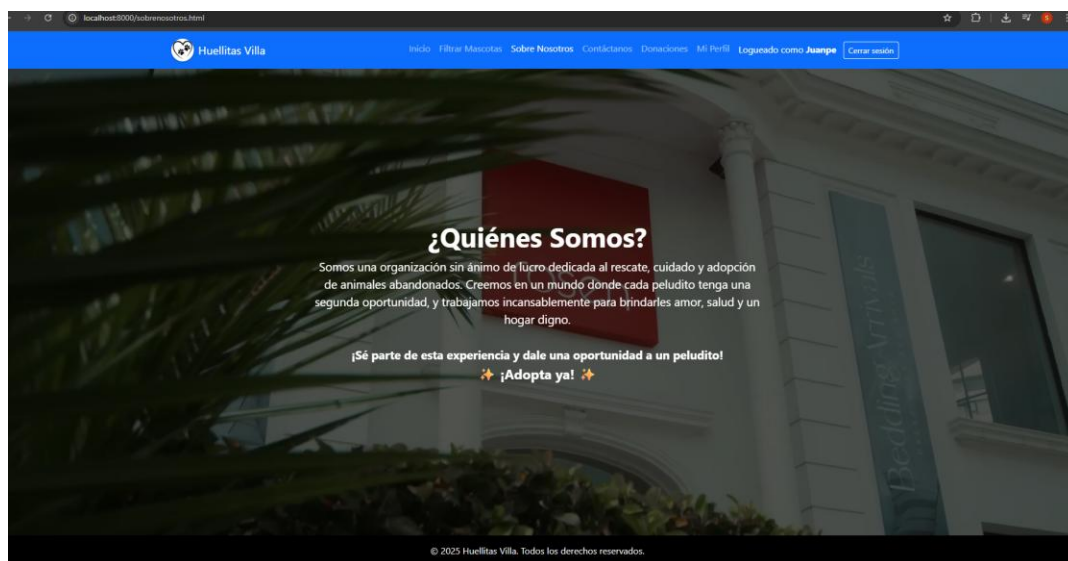 localhost:8000/sobrenosotros.html
Huellitas Villa
Inicio Filtrar Mascotas Sobre Nosotros Contáctanos Donaciones Mi Perfil Logueado como Juanpe Cerrar sesión
¿Quiénes Somos?
Somos una organización sin ánimo de lucro dedicada al rescate, cuidado y adopción
de animales abandonados. Creemos en un mundo donde cada peludito tenga una
segunda oportunidad, y trabajamos incansablemente para brindarles amor, salud y un
hogar digno.
¡Sé parte de esta experiencia y dale una oportunidad a un peludito!
✨ ¡Adopta ya! ✨
rosen
Bedding Arrivals
© 2025 Huellitas Villa. Todos los derechos reservados.